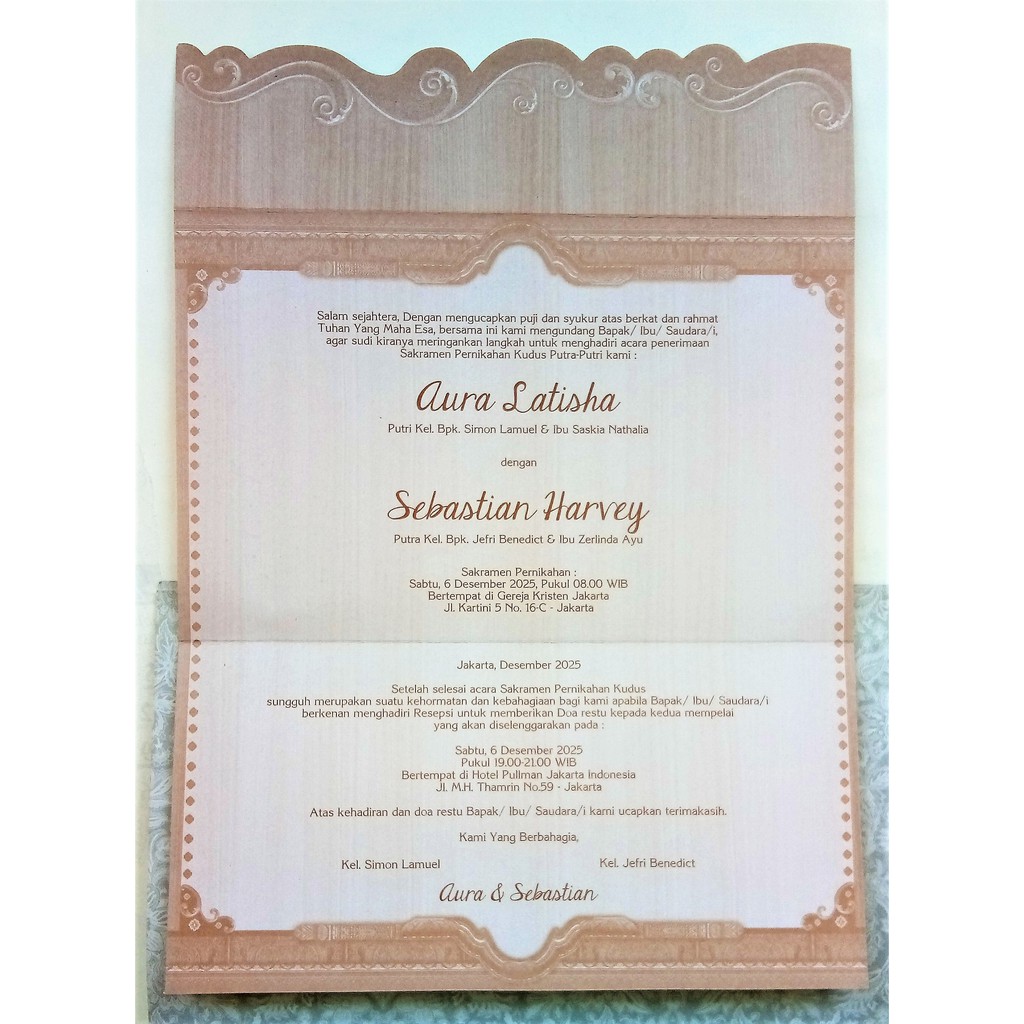 Salam sejahtera, Dengan mengucapkan puji dan syukur atas berkat dan rahmat
Tuhan Yang Maha Esa, bersama ini kami mengundang Bapak/ Ibu/ Saudara/i,
agar sudi kiranya meringankan langkah untuk menghadiri acara penerimaan
Sakramen Pernikahan Kudus Putra-Putri kami :
Aura Latisha
Putri Kel. Bpk. Simon Lamuel & Ibu Saskia Nathalia
dengan
Sebastian Harvey
Putra Kel. Bpk. Jefri Benedict & Ibu Zerlinda Ayu
Sakramen Pernikahan :
Sabtu, 6 Desember 2025, Pukul 08.00 WIB
Bertempat di Gereja Kristen Jakarta
Jl. Kartini 5 No. 16-C - Jakarta
Jakarta, Desember 2025
Setelah selesai acara Sakramen Pernikahan Kudus
sungguh merupakan suatu kehormatan dan kebahagiaan bagi kami apabila Bapak/ Ibu/ Saudara/i
berkenan menghadiri Resepsi untuk memberikan Doa restu kepada kedua mempelai
yang akan diselenggarakan pada :
Sabtu, 6 Desember 2025
Pukul 19.00-21.00 WIB
Bertempat di Hotel Pullman Jakarta Indonesia
Jl. M.H. Thamrin No.59 - Jakarta
Atas kehadiran dan doa restu Bapak/ Ibu/ Saudara/i kami ucapkan terimakasih.
Kami Yang Berbahagia,
Kel. Simon Lamuel Kel. Jefri Benedict
Aura & Sebastian